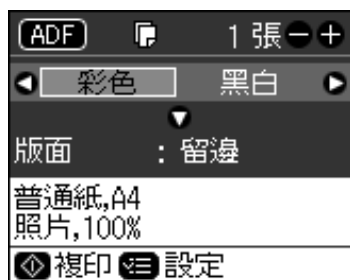 ADF 1 張
彩色 黑白
版面 : 留邊
普通紙,A4
照片,100%
複印 設定